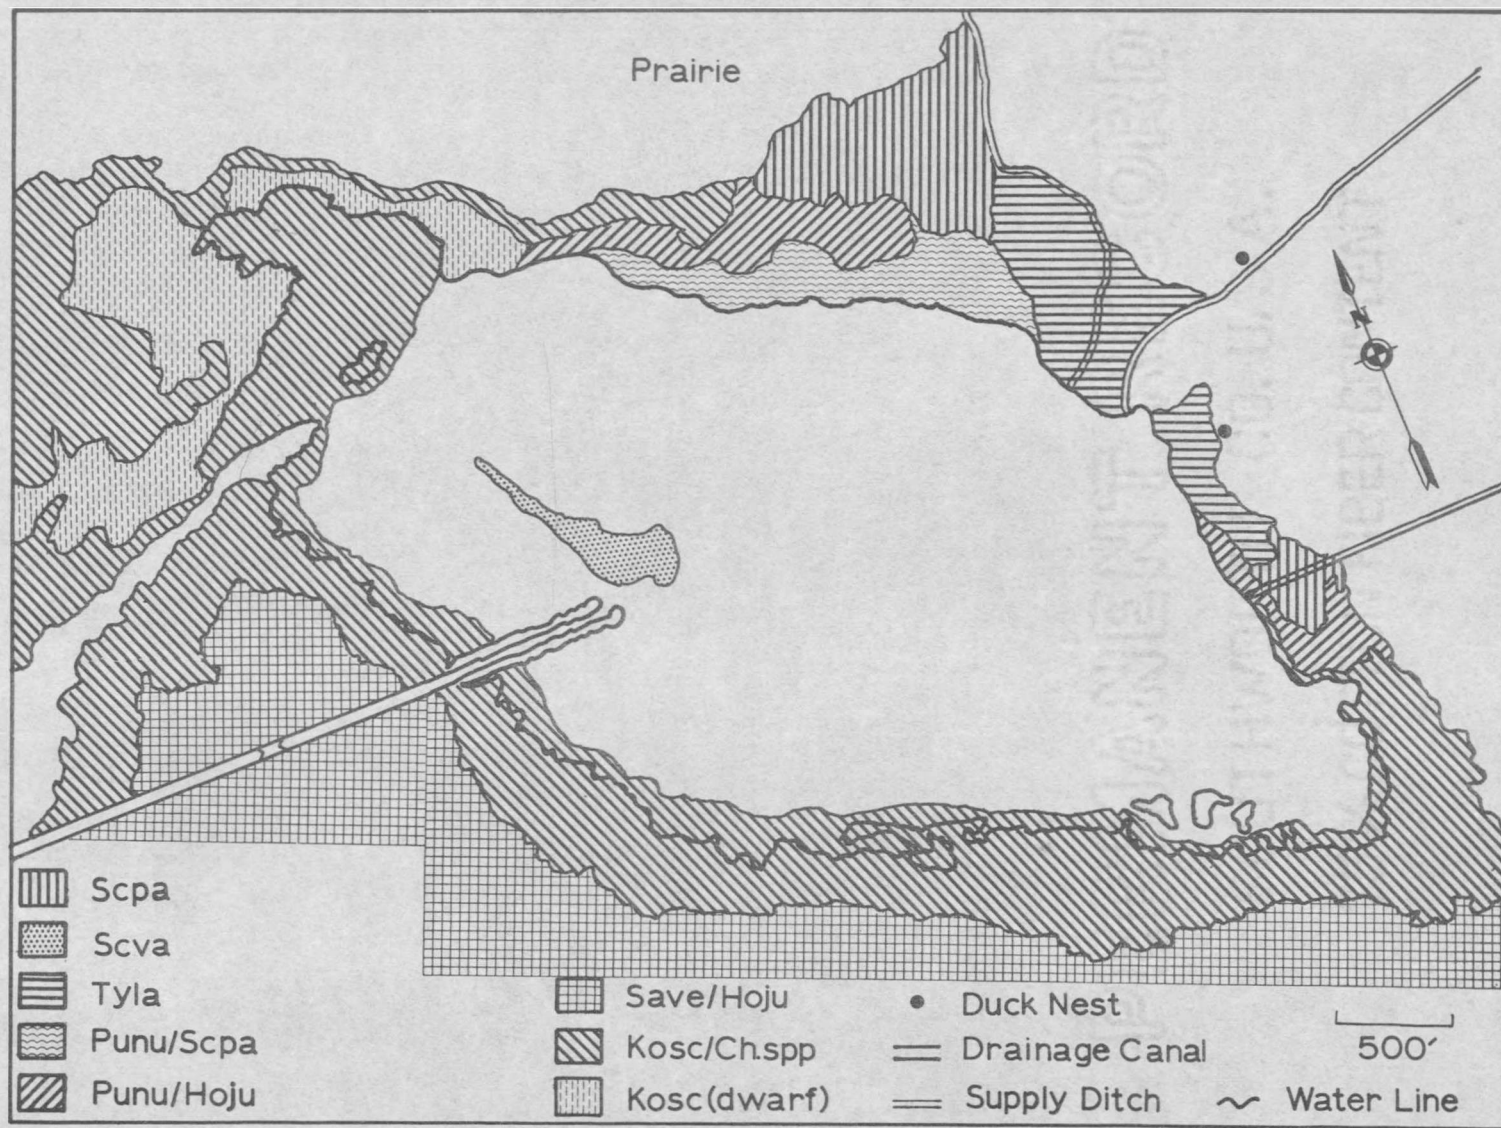 Prairie
N
Scpa
Scva
Tyla
Punu/Scpa
Punu/Hoju
Save/Hoju
Kosc/Ch.spp
Kosc(dwarf)
Duck Nest
Drainage Canal
Supply Ditch
500′
Water Line